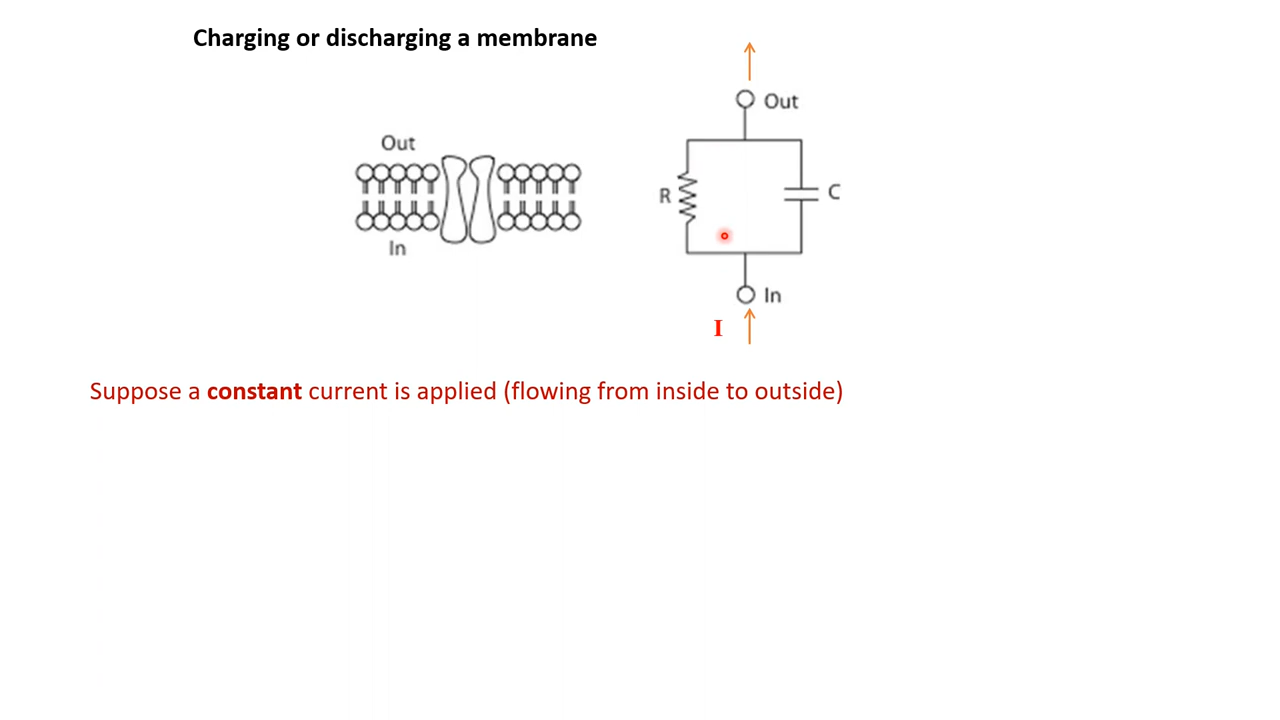 Charging or discharging a membrane
Out
In
Out
R
C
In
I
Suppose a constant current is applied (flowing from inside to outside)